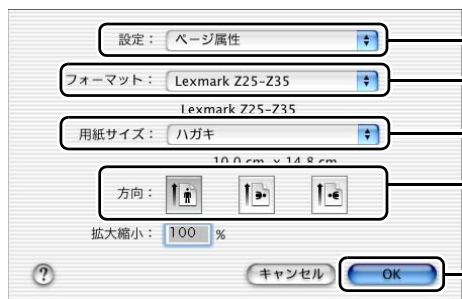 設定： ページ属性
フォーマット： Lexmark Z25-Z35
Lexmark Z25-Z35
用紙サイズ： ハガキ
10.0 cm x 14.8 cm
方向：
拡大縮小： 100 %
? キャンセル OK